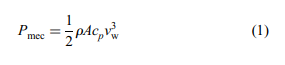 P_mec = 1/2 ρAc_p v_w^3 (1)